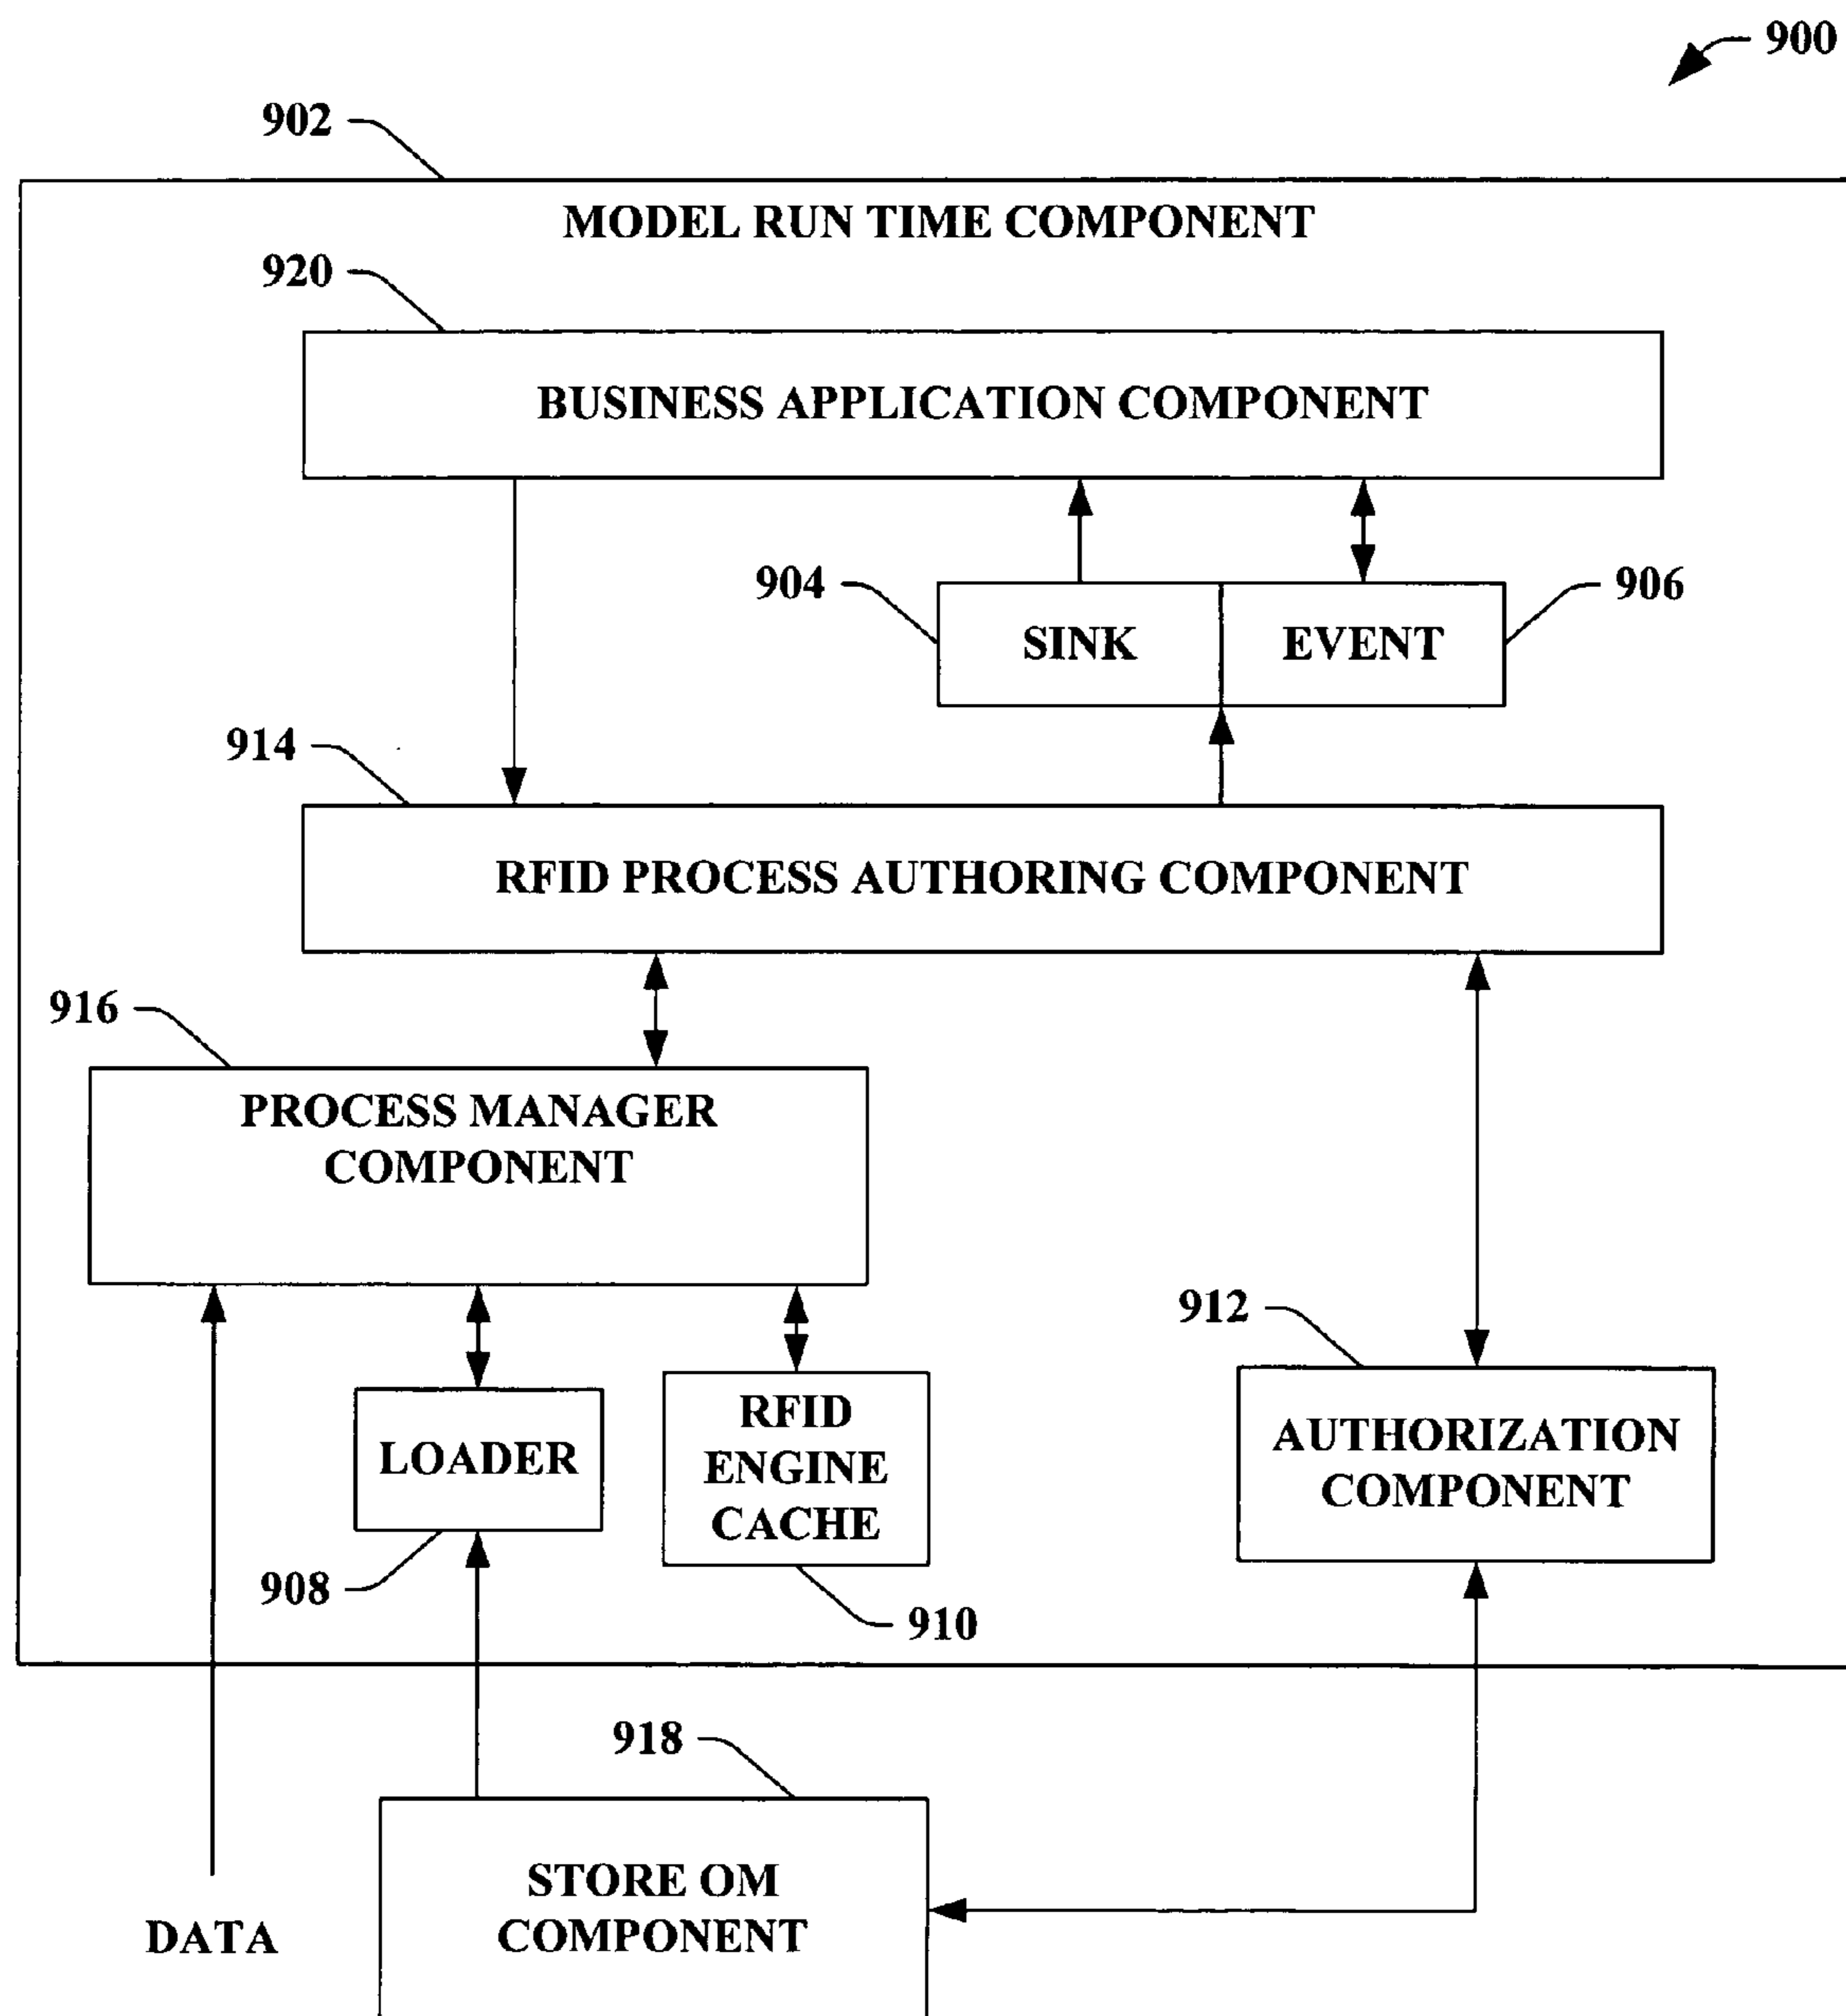 900
902
MODEL RUN TIME COMPONENT
920
BUSINESS APPLICATION COMPONENT
904
SINK
EVENT
906
914
RFID PROCESS AUTHORING COMPONENT
916
PROCESS MANAGER
COMPONENT
912
LOADER
RFID
ENGINE
CACHE
AUTHORIZATION
COMPONENT
908
910
918
STORE OM
COMPONENT
DATA